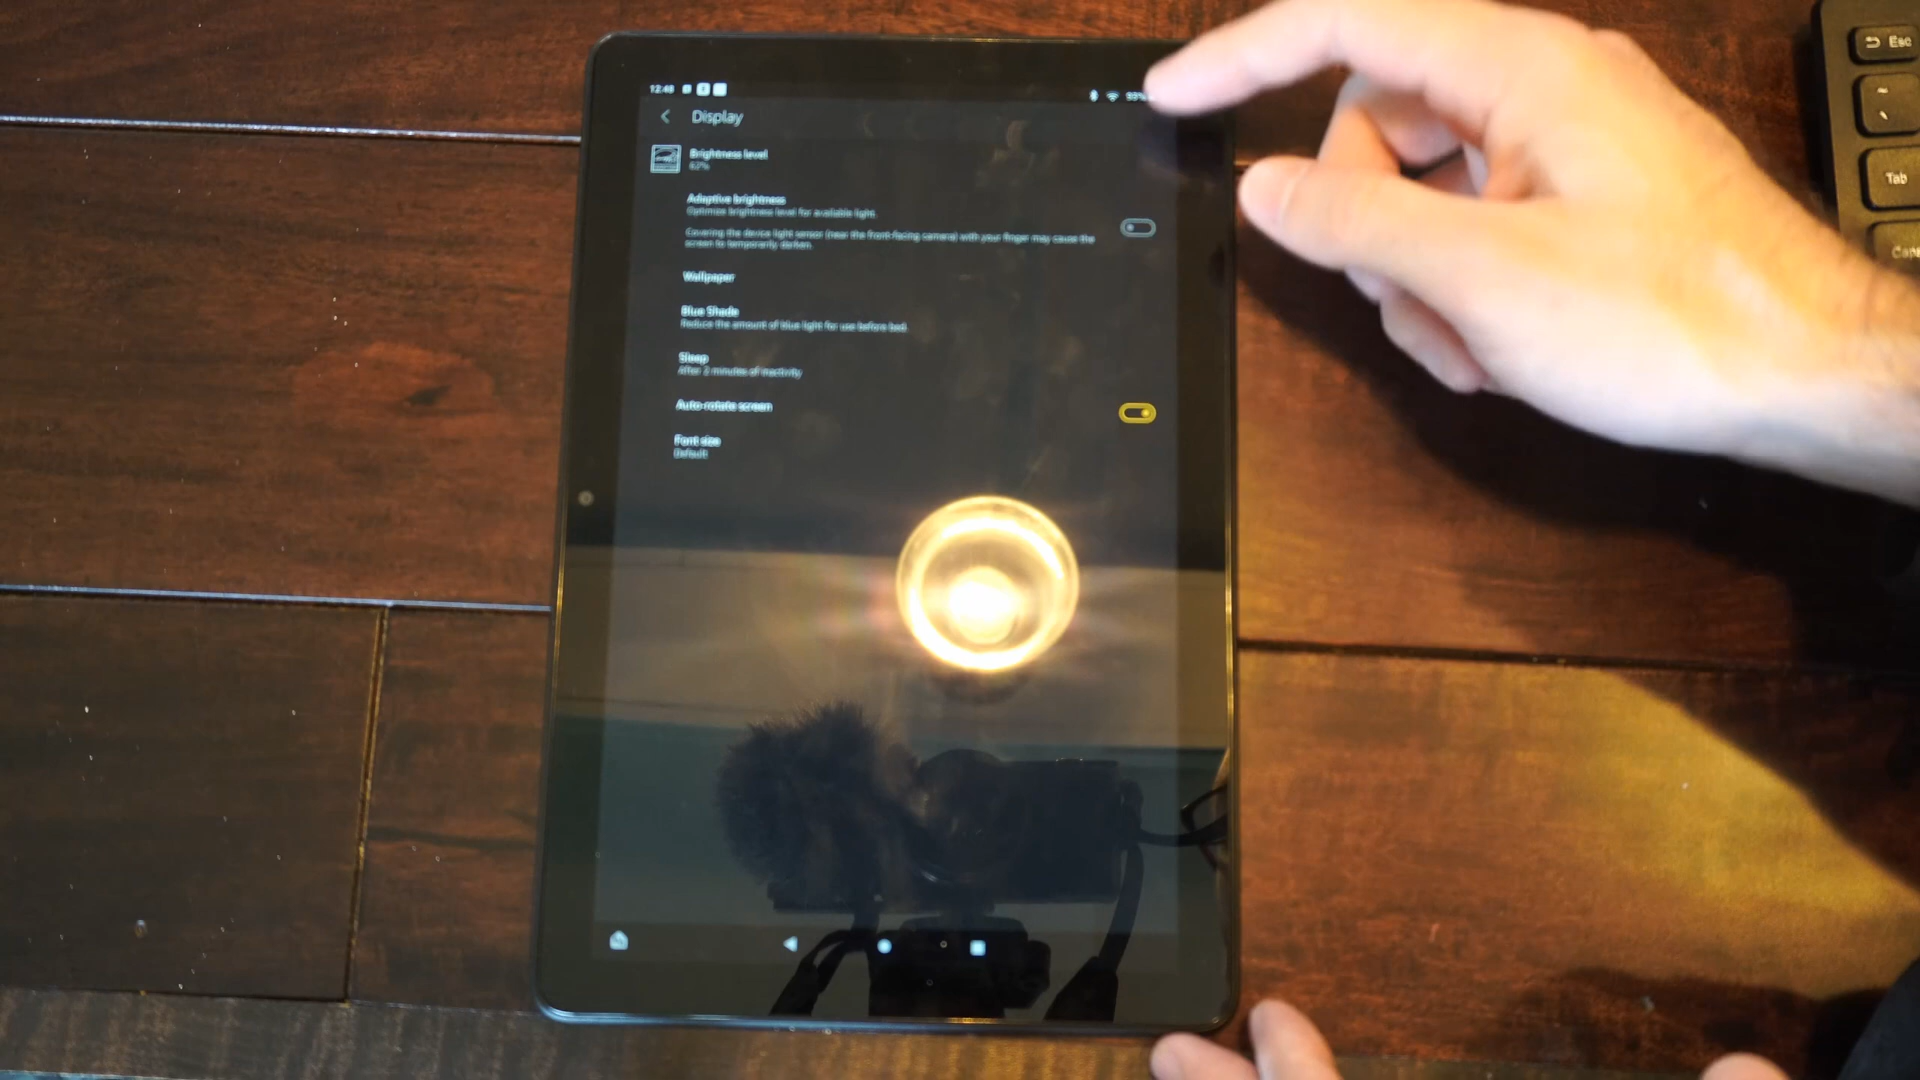 12:48
Display
Brightness level
62%
Adaptive brightness
Optimize brightness level for available light.
Covering the device light sensor (near the front-facing camera) with your finger may cause the
screen to temporarily darken.
Wallpaper
Blue Shade
Reduce the amount of blue light for use before bed.
Sleep
After 2 minutes of inactivity
Auto-rotate screen
Font size
Default
Esc
Tab